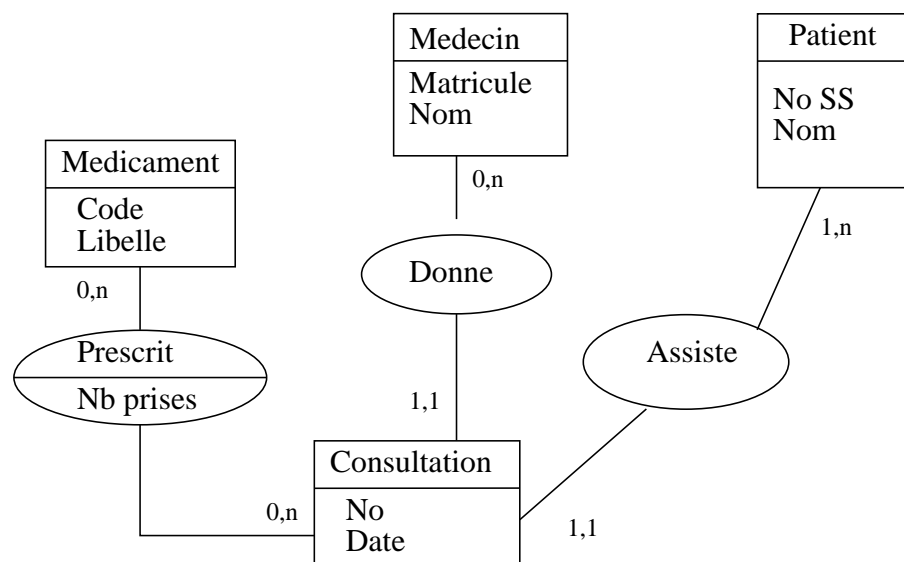 Medecin
Matricule
Nom
0,n
Patient
No SS
Nom
1,n
Medicament
Code
Libelle
0,n
Donne
1,1
Prescrit
Nb prises
0,n
Assiste
1,1
Consultation
No
Date